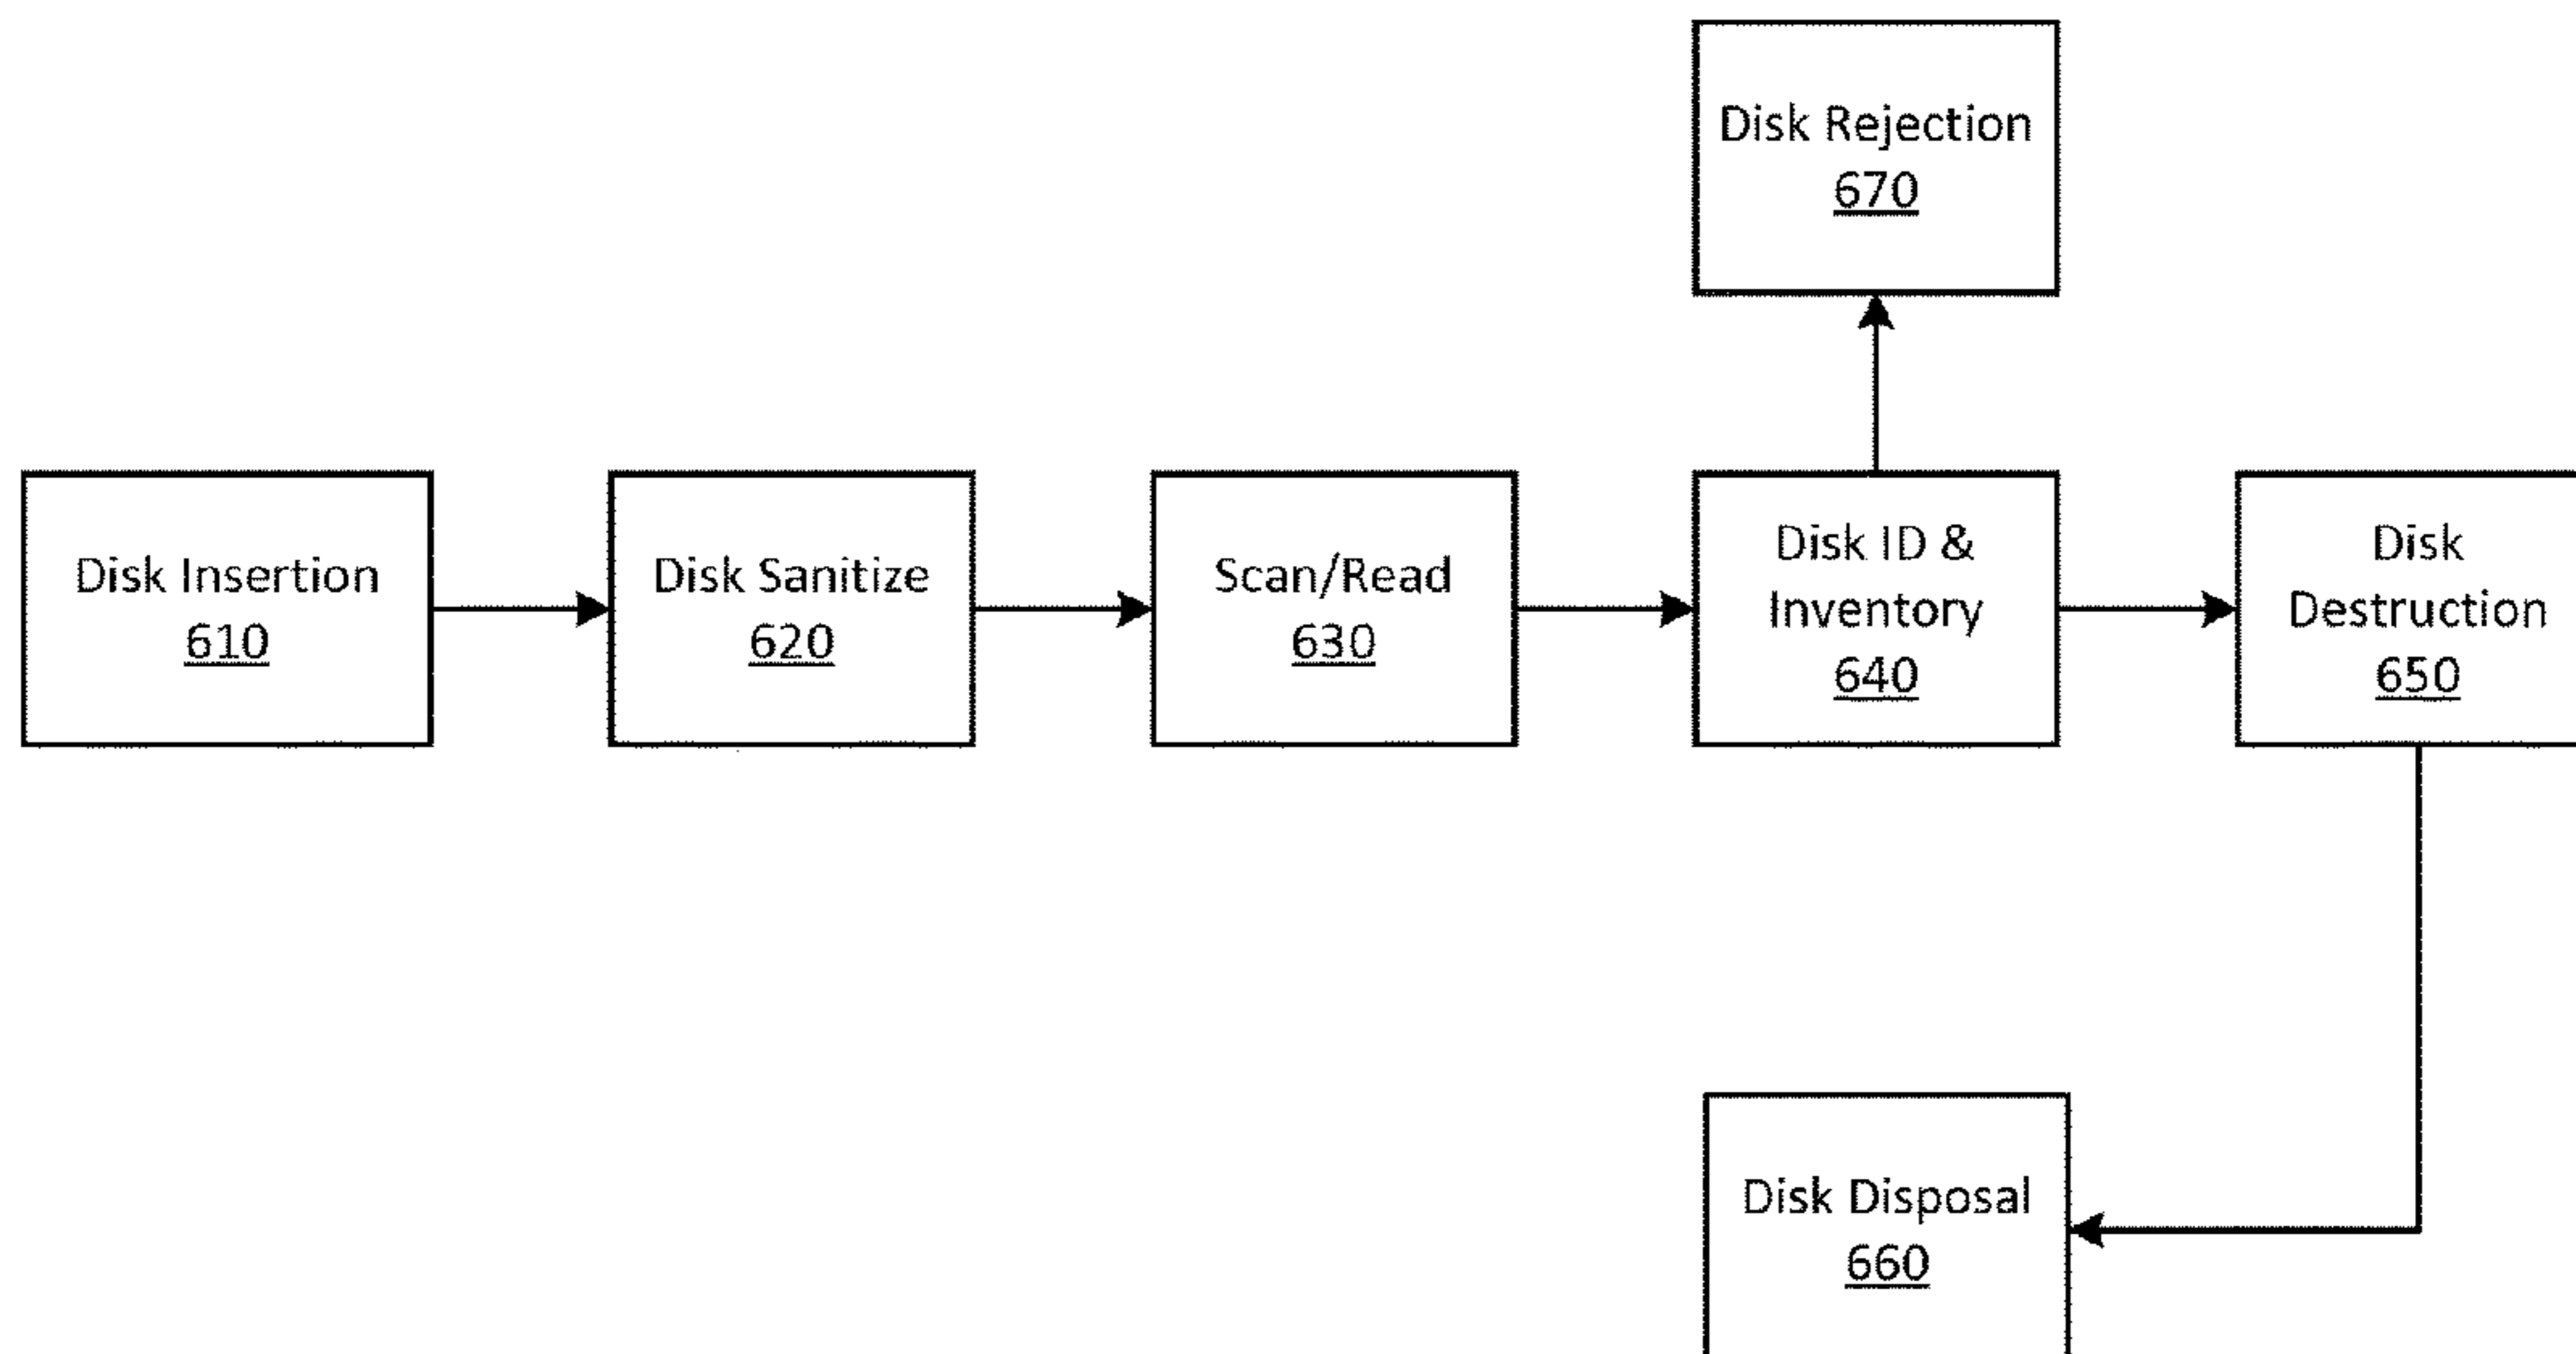 Disk Rejection
670
Disk Insertion
610
Disk Sanitize
620
Scan/Read
630
Disk ID &
Inventory
640
Disk
Destruction
650
Disk Disposal
660